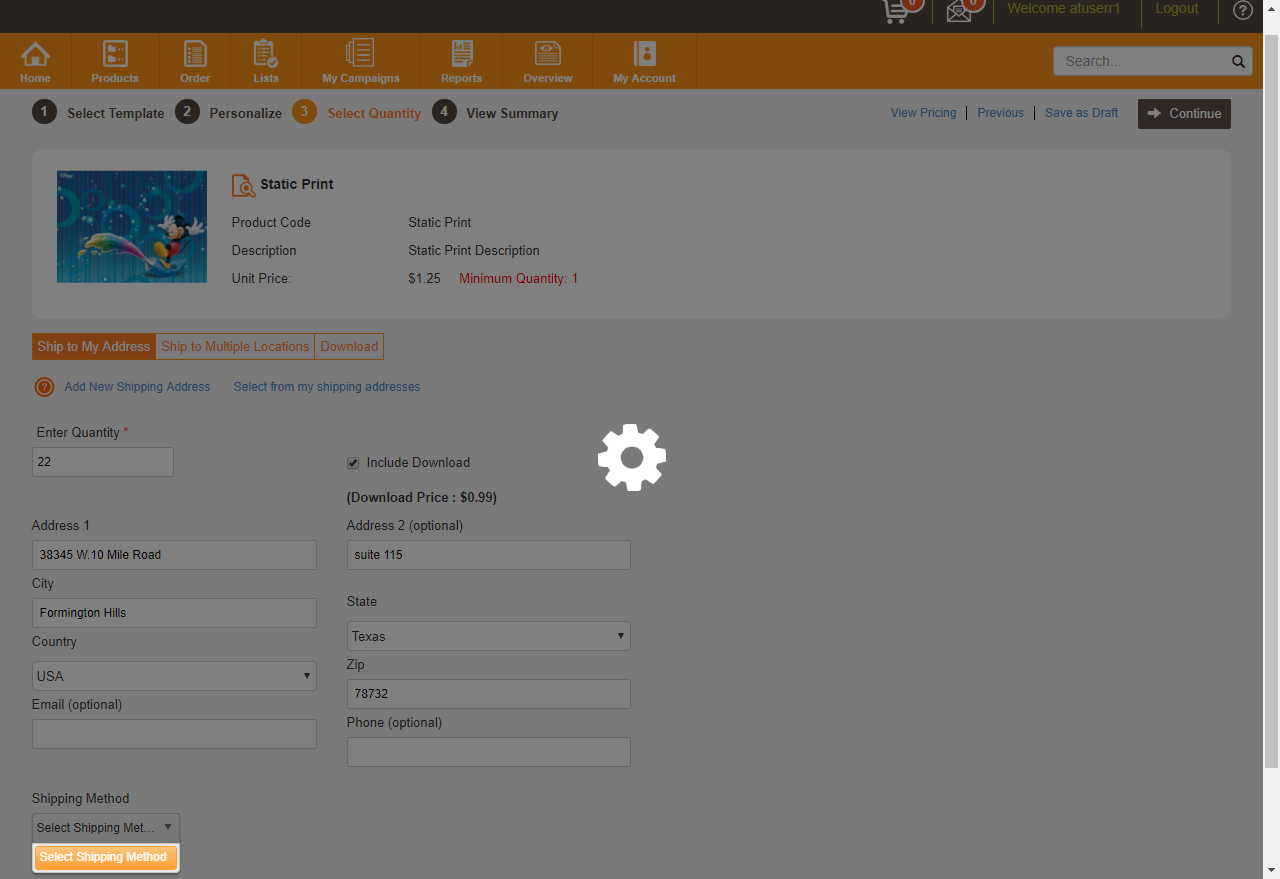 0
0
Welcome atuserr1
Logout
?
Home
Products
Order
Lists
My Campaigns
Reports
Overview
My Account
Search...
1 Select Template 2 Personalize 3 Select Quantity 4 View Summary
View Pricing
Previous
Save as Draft
Continue
Static Print
Product Code Static Print
Description Static Print Description
Unit Price: $1.25 Minimum Quantity: 1
Ship to My Address Ship to Multiple Locations Download
? Add New Shipping Address Select from my shipping addresses
Enter Quantity *
22
Include Download
(Download Price : $0.99)
Address 1
38345 W.10 Mile Road
Address 2 (optional)
suite 115
City
Formington Hills
State
Texas
Country
USA
Zip
78732
Email (optional)
Phone (optional)
Shipping Method
Select Shipping Met...
Select Shipping Method